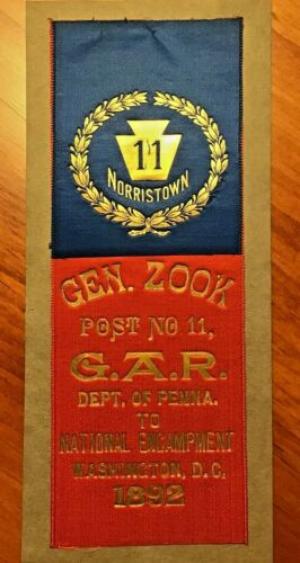 11
NORRISTOWN
GEN. ZOOK
POST NO 11,
G.A.R.
DEPT. OF PENNA.
TO
NATIONAL ENCAMPMENT
WASHINGTON, D.C.
1892